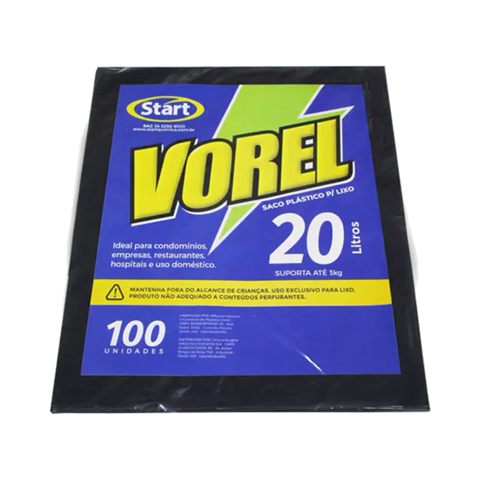 Start
SAC 34 3292 6100
www.startquimica.com.br
VOREL
SACO PLÁSTICO P/ LIXO
20 Litros
SUPORTA ATÉ 3kg
Ideal para condomínios,
empresas, restaurantes,
hospitais e uso doméstico.
MANTENHA FORA DO ALCANCE DE CRIANÇAS. USO EXCLUSIVO PARA LIXO.
PRODUTO NÃO ADEQUADO A CONTEÚDOS PERFURANTES.
100
UNIDADES